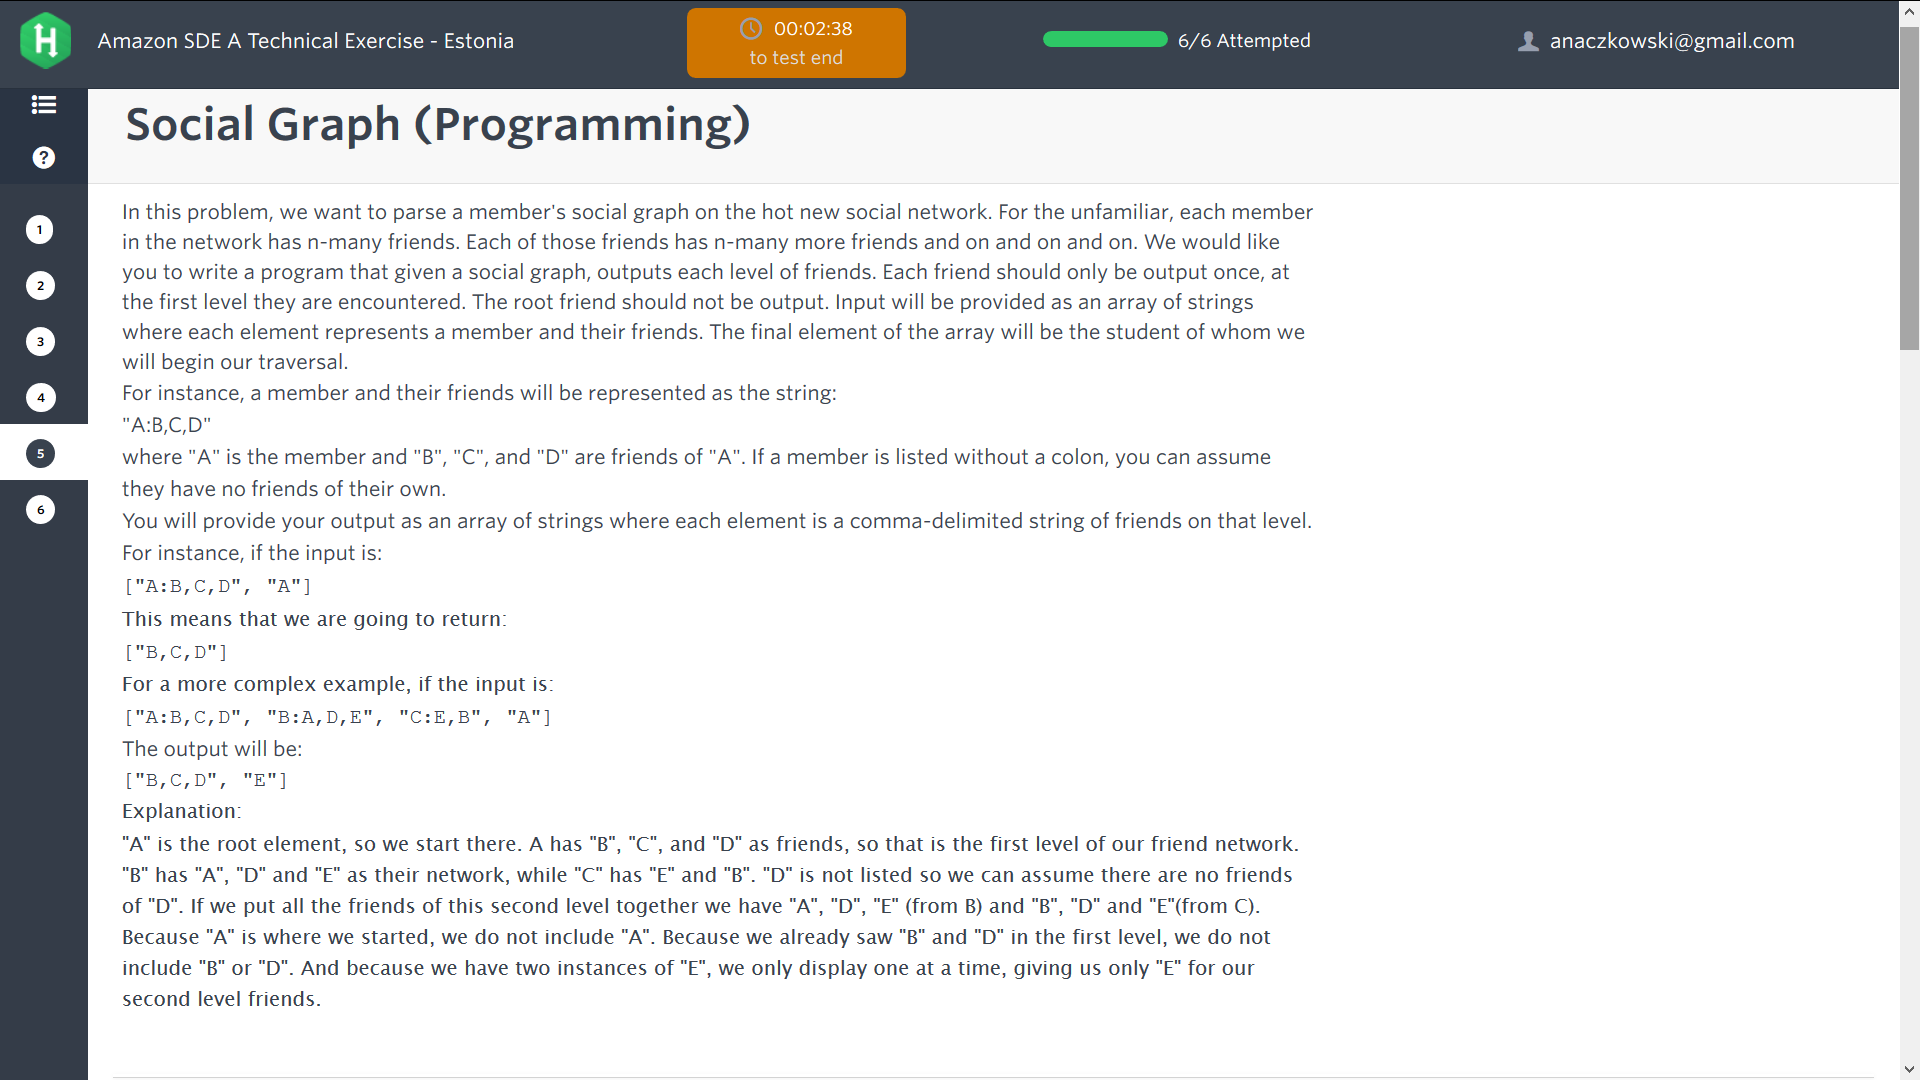 H
Amazon SDE A Technical Exercise - Estonia
00:02:38
to test end
6/6 Attempted
anaczkowski@gmail.com
?
1
2
3
4
5
6
Social Graph (Programming)
In this problem, we want to parse a member's social graph on the hot new social network. For the unfamiliar, each member
in the network has n-many friends. Each of those friends has n-many more friends and on and on and on. We would like
you to write a program that given a social graph, outputs each level of friends. Each friend should only be output once, at
the first level they are encountered. The root friend should not be output. Input will be provided as an array of strings
where each element represents a member and their friends. The final element of the array will be the student of whom we
will begin our traversal.
For instance, a member and their friends will be represented as the string:
"A:B,C,D"
where "A" is the member and "B", "C", and "D" are friends of "A". If a member is listed without a colon, you can assume
they have no friends of their own.
You will provide your output as an array of strings where each element is a comma-delimited string of friends on that level.
For instance, if the input is:
["A:B,C,D", "A"]
This means that we are going to return:
["B,C,D"]
For a more complex example, if the input is:
["A:B,C,D", "B:A,D,E", "C:E,B", "A"]
The output will be:
["B,C,D", "E"]
Explanation:
"A" is the root element, so we start there. A has "B", "C", and "D" as friends, so that is the first level of our friend network.
"B" has "A", "D" and "E" as their network, while "C" has "E" and "B". "D" is not listed so we can assume there are no friends
of "D". If we put all the friends of this second level together we have "A", "D", "E" (from B) and "B", "D" and "E"(from C).
Because "A" is where we started, we do not include "A". Because we already saw "B" and "D" in the first level, we do not
include "B" or "D". And because we have two instances of "E", we only display one at a time, giving us only "E" for our
second level friends.